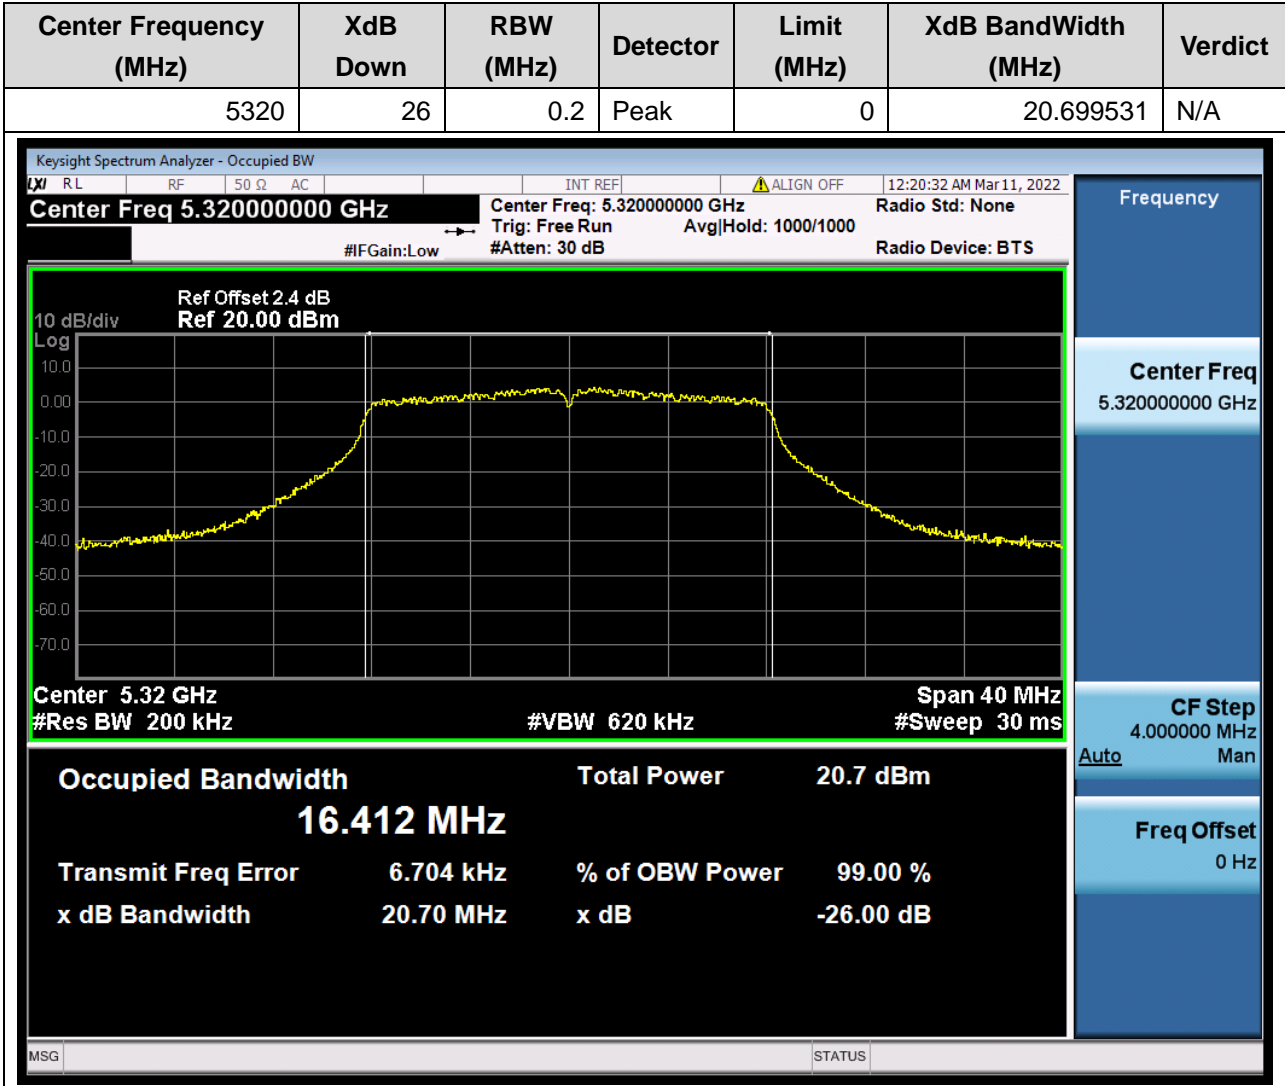 Center Frequency (MHz) XdB Down RBW (MHz) Detector Limit (MHz) XdB BandWidth (MHz) Verdict
5320 26 0.2 Peak 0 20.699531 N/A
Keysight Spectrum Analyzer - Occupied BW
LXI RL RF 50 Ω AC INT REF ALIGN OFF 12:20:32 AM Mar 11, 2022
Center Freq 5.320000000 GHz
Center Freq: 5.320000000 GHz
Radio Std: None
Trig: Free Run Avg|Hold: 1000/1000
#IFGain:Low #Atten: 30 dB Radio Device: BTS
Ref Offset 2.4 dB
10 dB/div Ref 20.00 dBm
Log
10.0
0.00
-10.0
-20.0
-30.0
-40.0
-50.0
-60.0
-70.0
Center 5.32 GHz Span 40 MHz
#Res BW 200 kHz #VBW 620 kHz #Sweep 30 ms
Occupied Bandwidth Total Power 20.7 dBm
16.412 MHz
Transmit Freq Error 6.704 kHz % of OBW Power 99.00 %
x dB Bandwidth 20.70 MHz x dB -26.00 dB
Frequency
Center Freq
5.320000000 GHz
CF Step
4.000000 MHz
Auto Man
Freq Offset
0 Hz
MSG STATUS